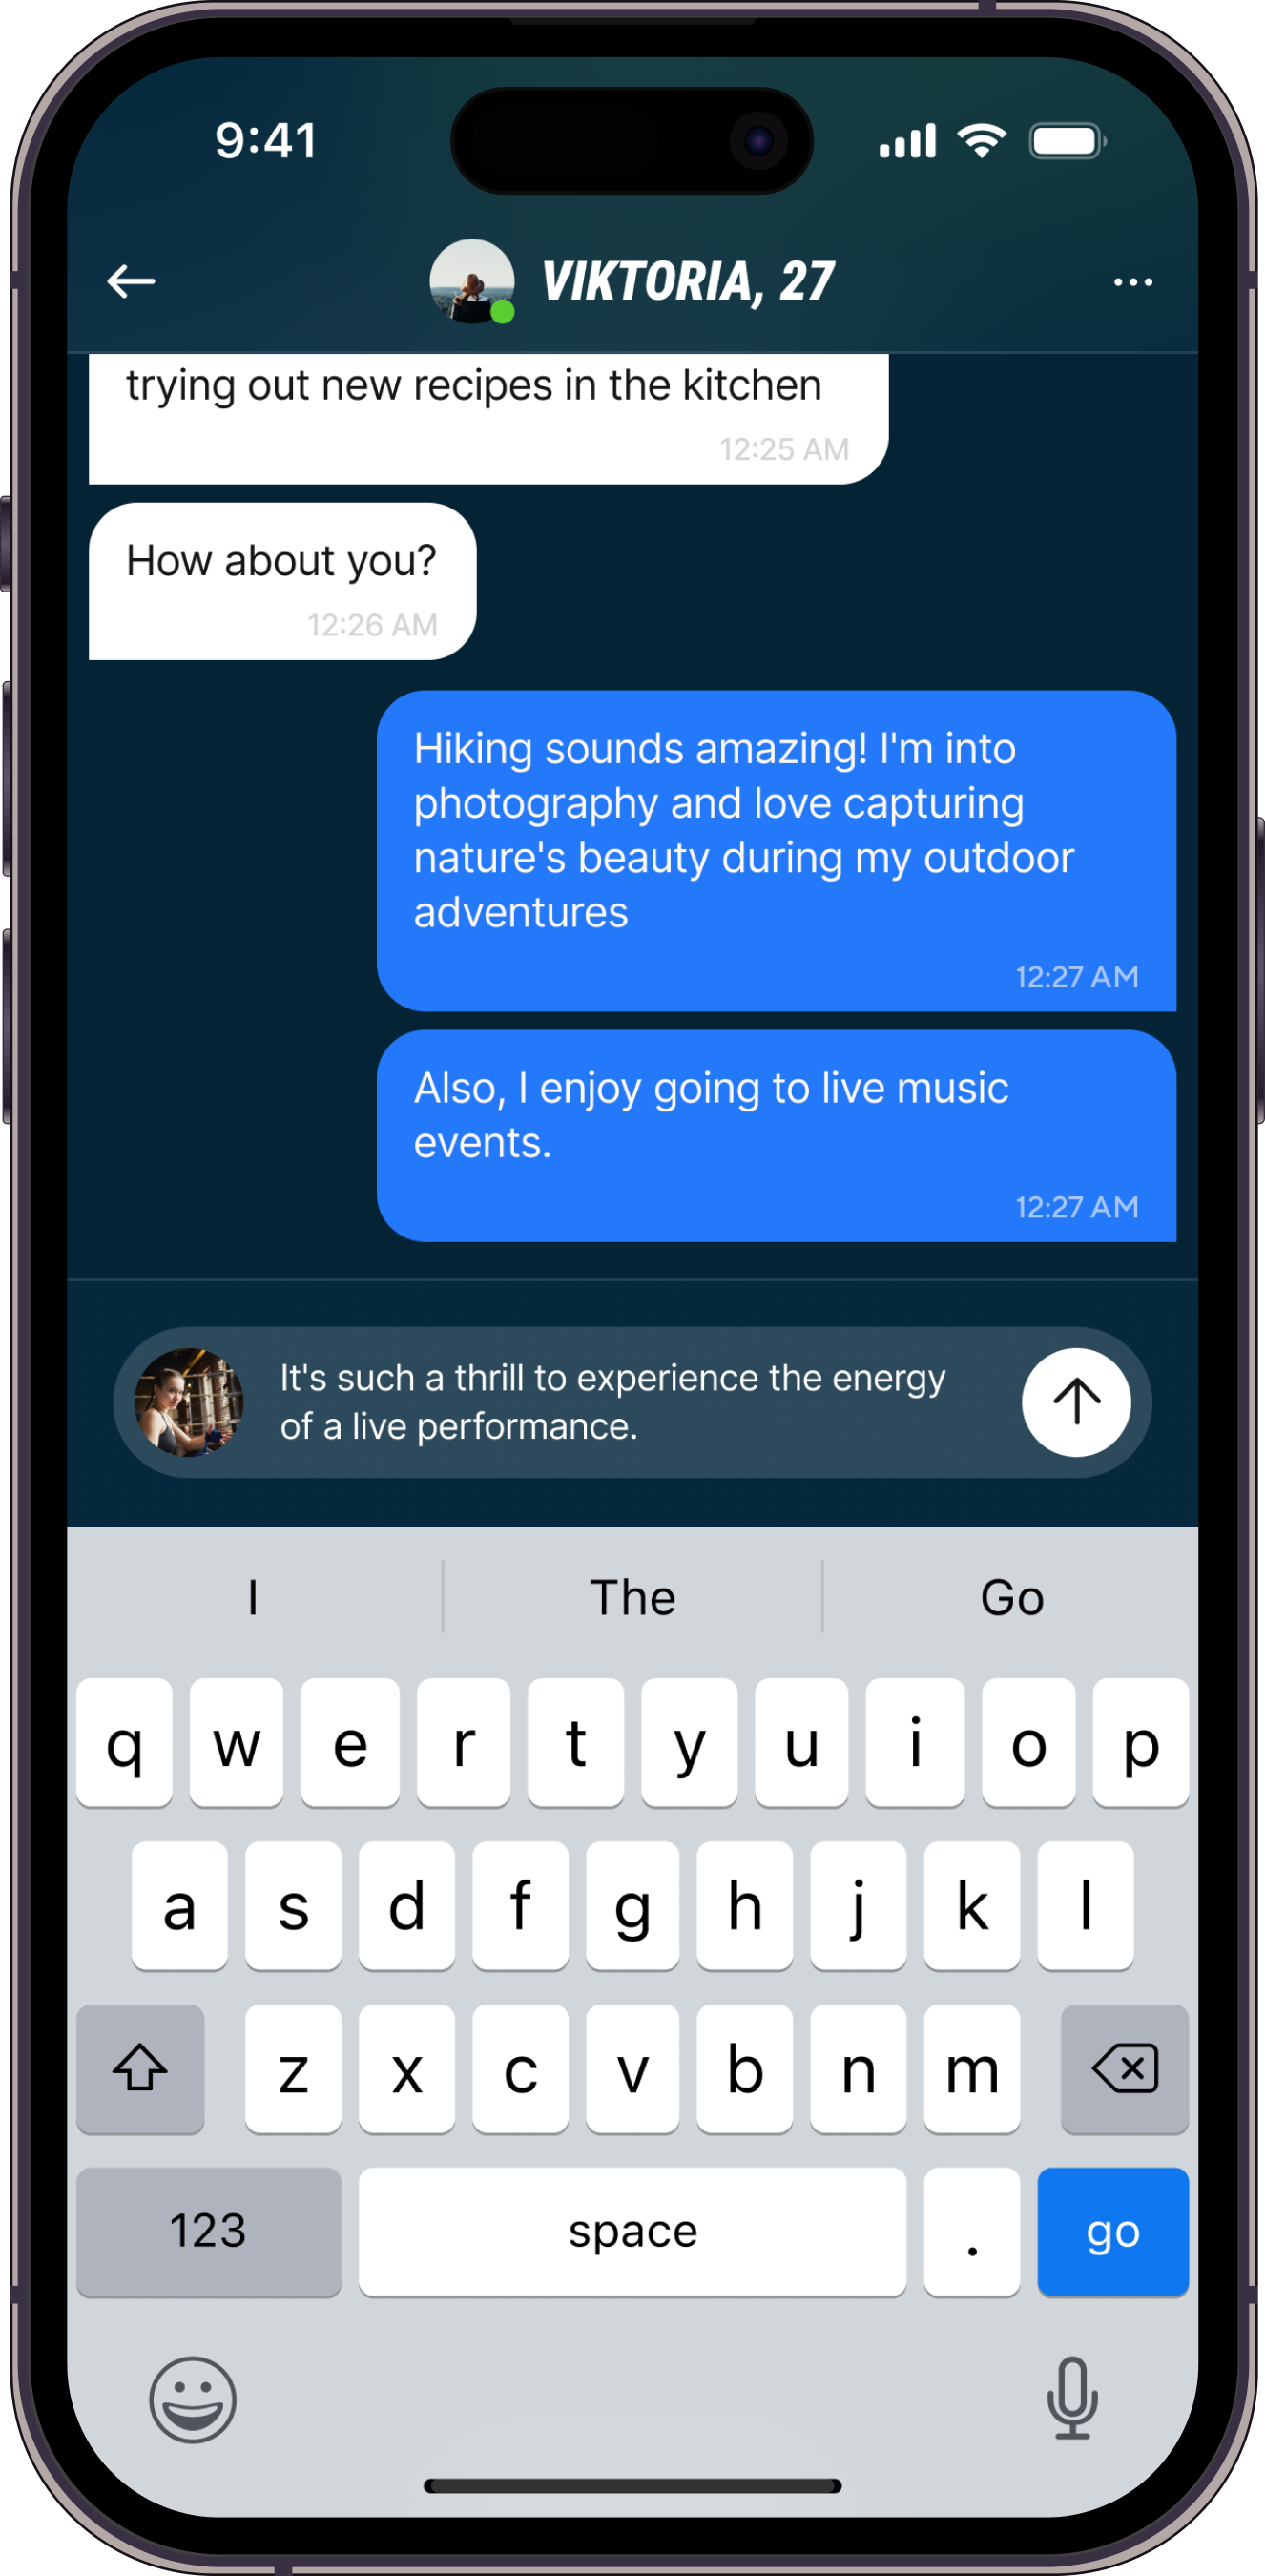 9:41
VIKTORIA, 27
trying out new recipes in the kitchen
12:25 AM
How about you?
12:26 AM
Hiking sounds amazing! I'm into
photography and love capturing
nature's beauty during my outdoor
adventures
12:27 AM
Also, I enjoy going to live music
events.
12:27 AM
It's such a thrill to experience the energy
of a live performance.
I The Go
q w e r t y u i o p
a s d f g h j k l
z x c v b n m
123 space . go